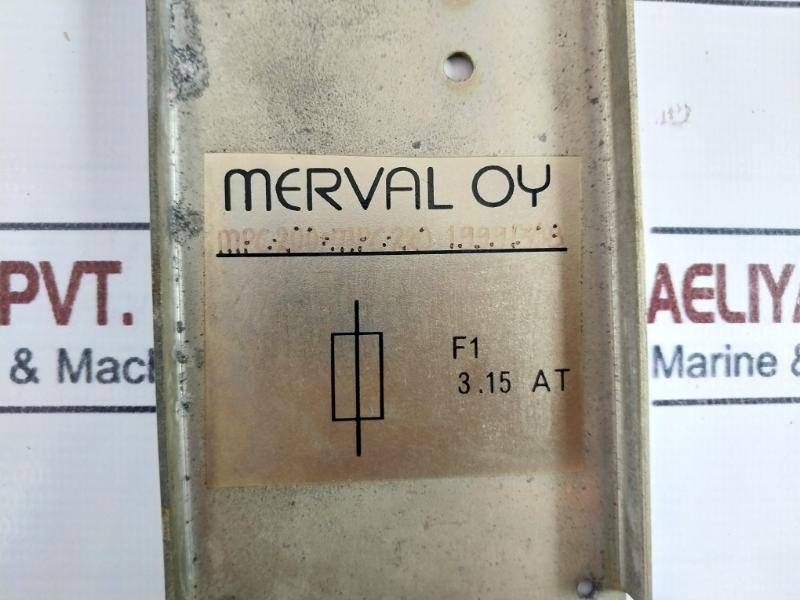 MERVAL OY
F1
3.15 AT
PVT.
& Mach
AELIYA
Marine &